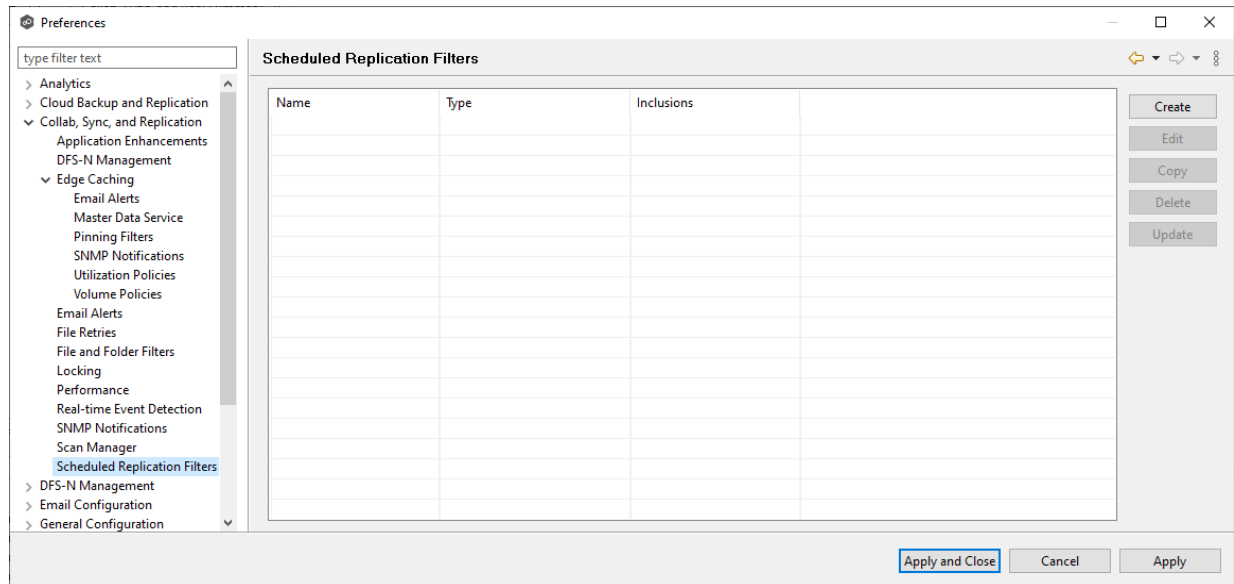 Preferences
type filter text
Analytics
Cloud Backup and Replication
Collab, Sync, and Replication
Application Enhancements
DFS-N Management
Edge Caching
Email Alerts
Master Data Service
Pinning Filters
SNMP Notifications
Utilization Policies
Volume Policies
Email Alerts
File Retries
File and Folder Filters
Locking
Performance
Real-time Event Detection
SNMP Notifications
Scan Manager
Scheduled Replication Filters
DFS-N Management
Email Configuration
General Configuration
Scheduled Replication Filters
Name Type Inclusions
Create
Edit
Copy
Delete
Update
Apply and Close Cancel Apply